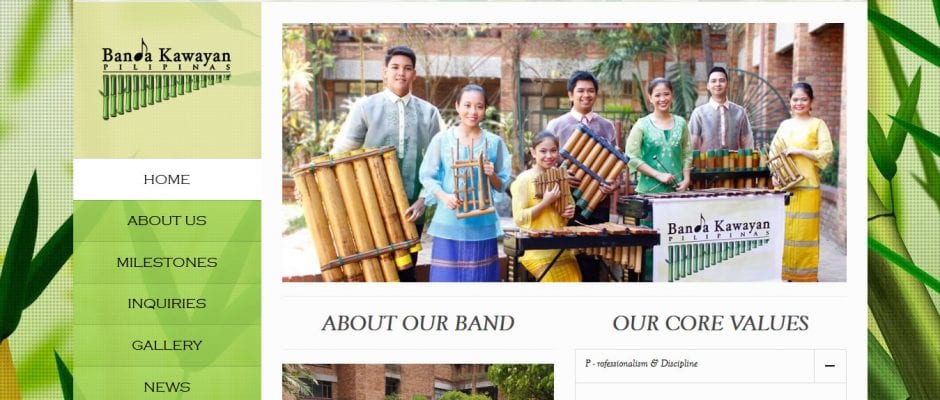 Banda Kawayan
PILIPINAS
HOME
ABOUT US
MILESTONES
INQUIRIES
GALLERY
NEWS
Banda Kawayan
PILIPINAS
ABOUT OUR BAND
OUR CORE VALUES
P - rofessionalism & Discipline